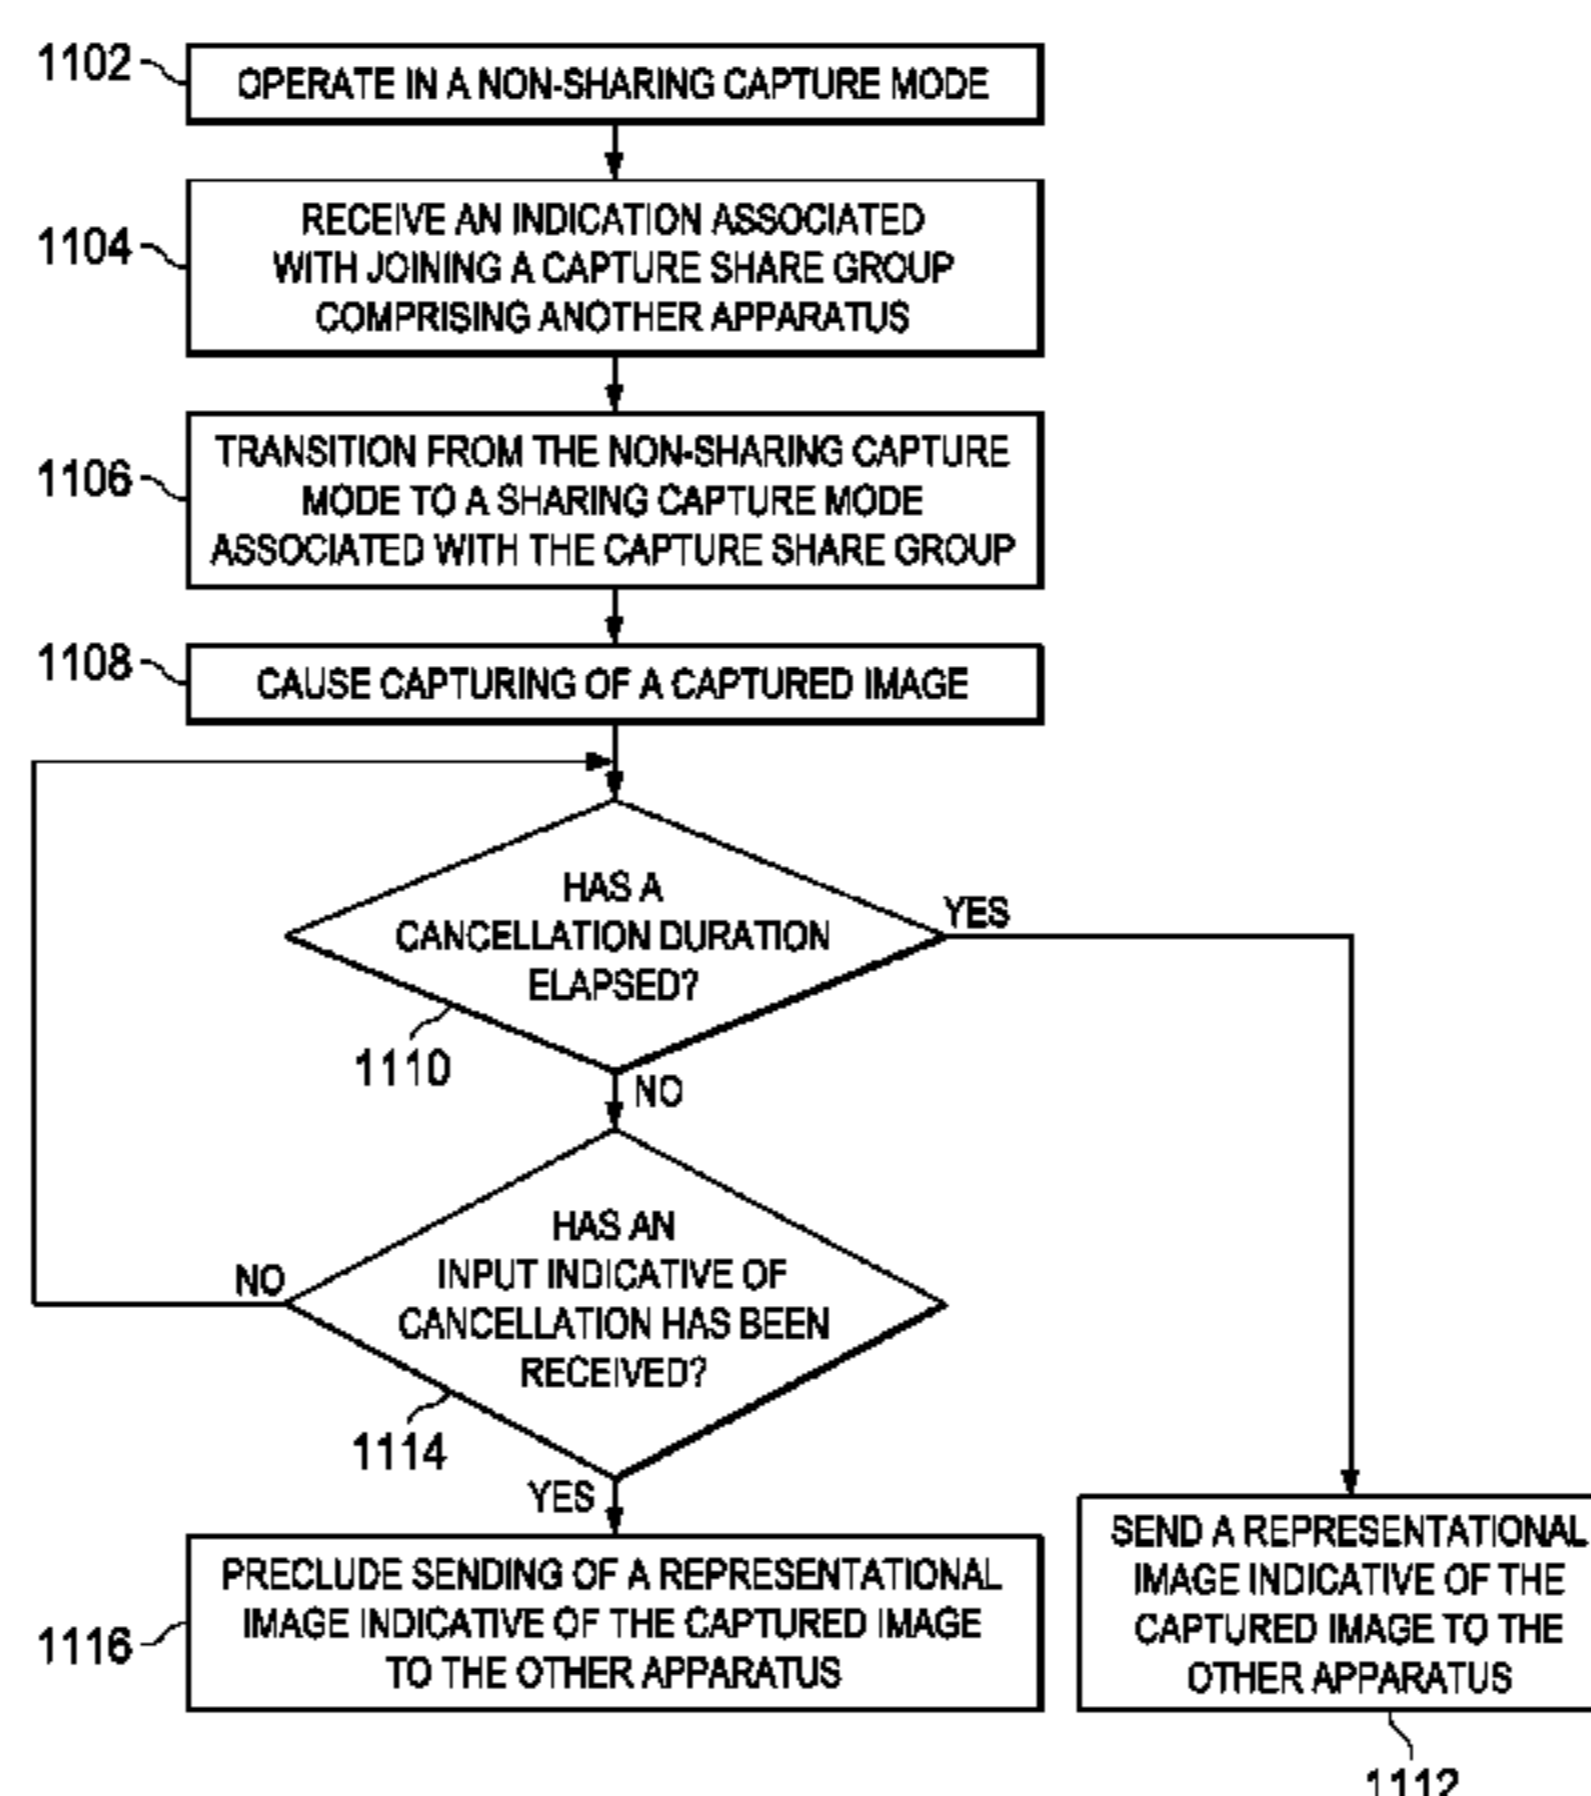 1102
OPERATE IN A NON-SHARING CAPTURE MODE
1104
RECEIVE AN INDICATION ASSOCIATED
WITH JOINING A CAPTURE SHARE GROUP
COMPRISING ANOTHER APPARATUS
1106
TRANSITION FROM THE NON-SHARING CAPTURE
MODE TO A SHARING CAPTURE MODE
ASSOCIATED WITH THE CAPTURE SHARE GROUP
1108
CAUSE CAPTURING OF A CAPTURED IMAGE
HAS A
CANCELLATION DURATION
ELAPSED?
YES
1110
NO
HAS AN
INPUT INDICATIVE OF
CANCELLATION HAS BEEN
RECEIVED?
NO
1114
YES
1116
PRECLUDE SENDING OF A REPRESENTATIONAL
IMAGE INDICATIVE OF THE CAPTURED IMAGE
TO THE OTHER APPARATUS
SEND A REPRESENTATIONAL
IMAGE INDICATIVE OF THE
CAPTURED IMAGE TO THE
OTHER APPARATUS
1112